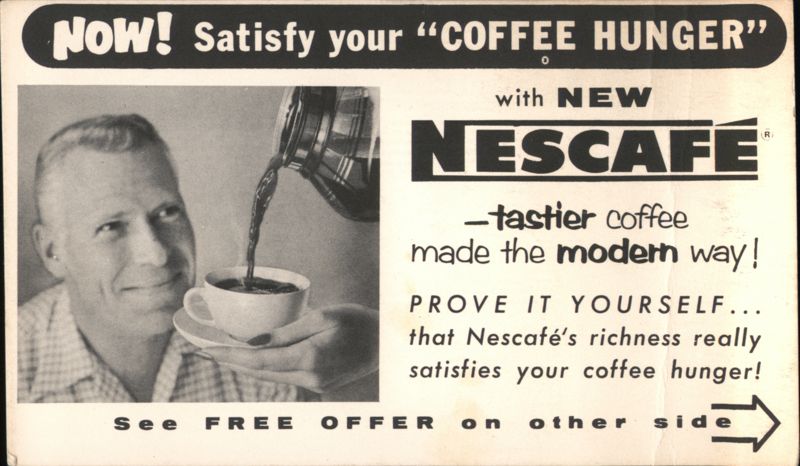 NOW! Satisfy your "COFFEE HUNGER"
with NEW
NESCAFÉ ®
—tastier coffee
made the modern way!
PROVE IT YOURSELF...
that Nescafé's richness really
satisfies your coffee hunger!
See FREE OFFER on other side